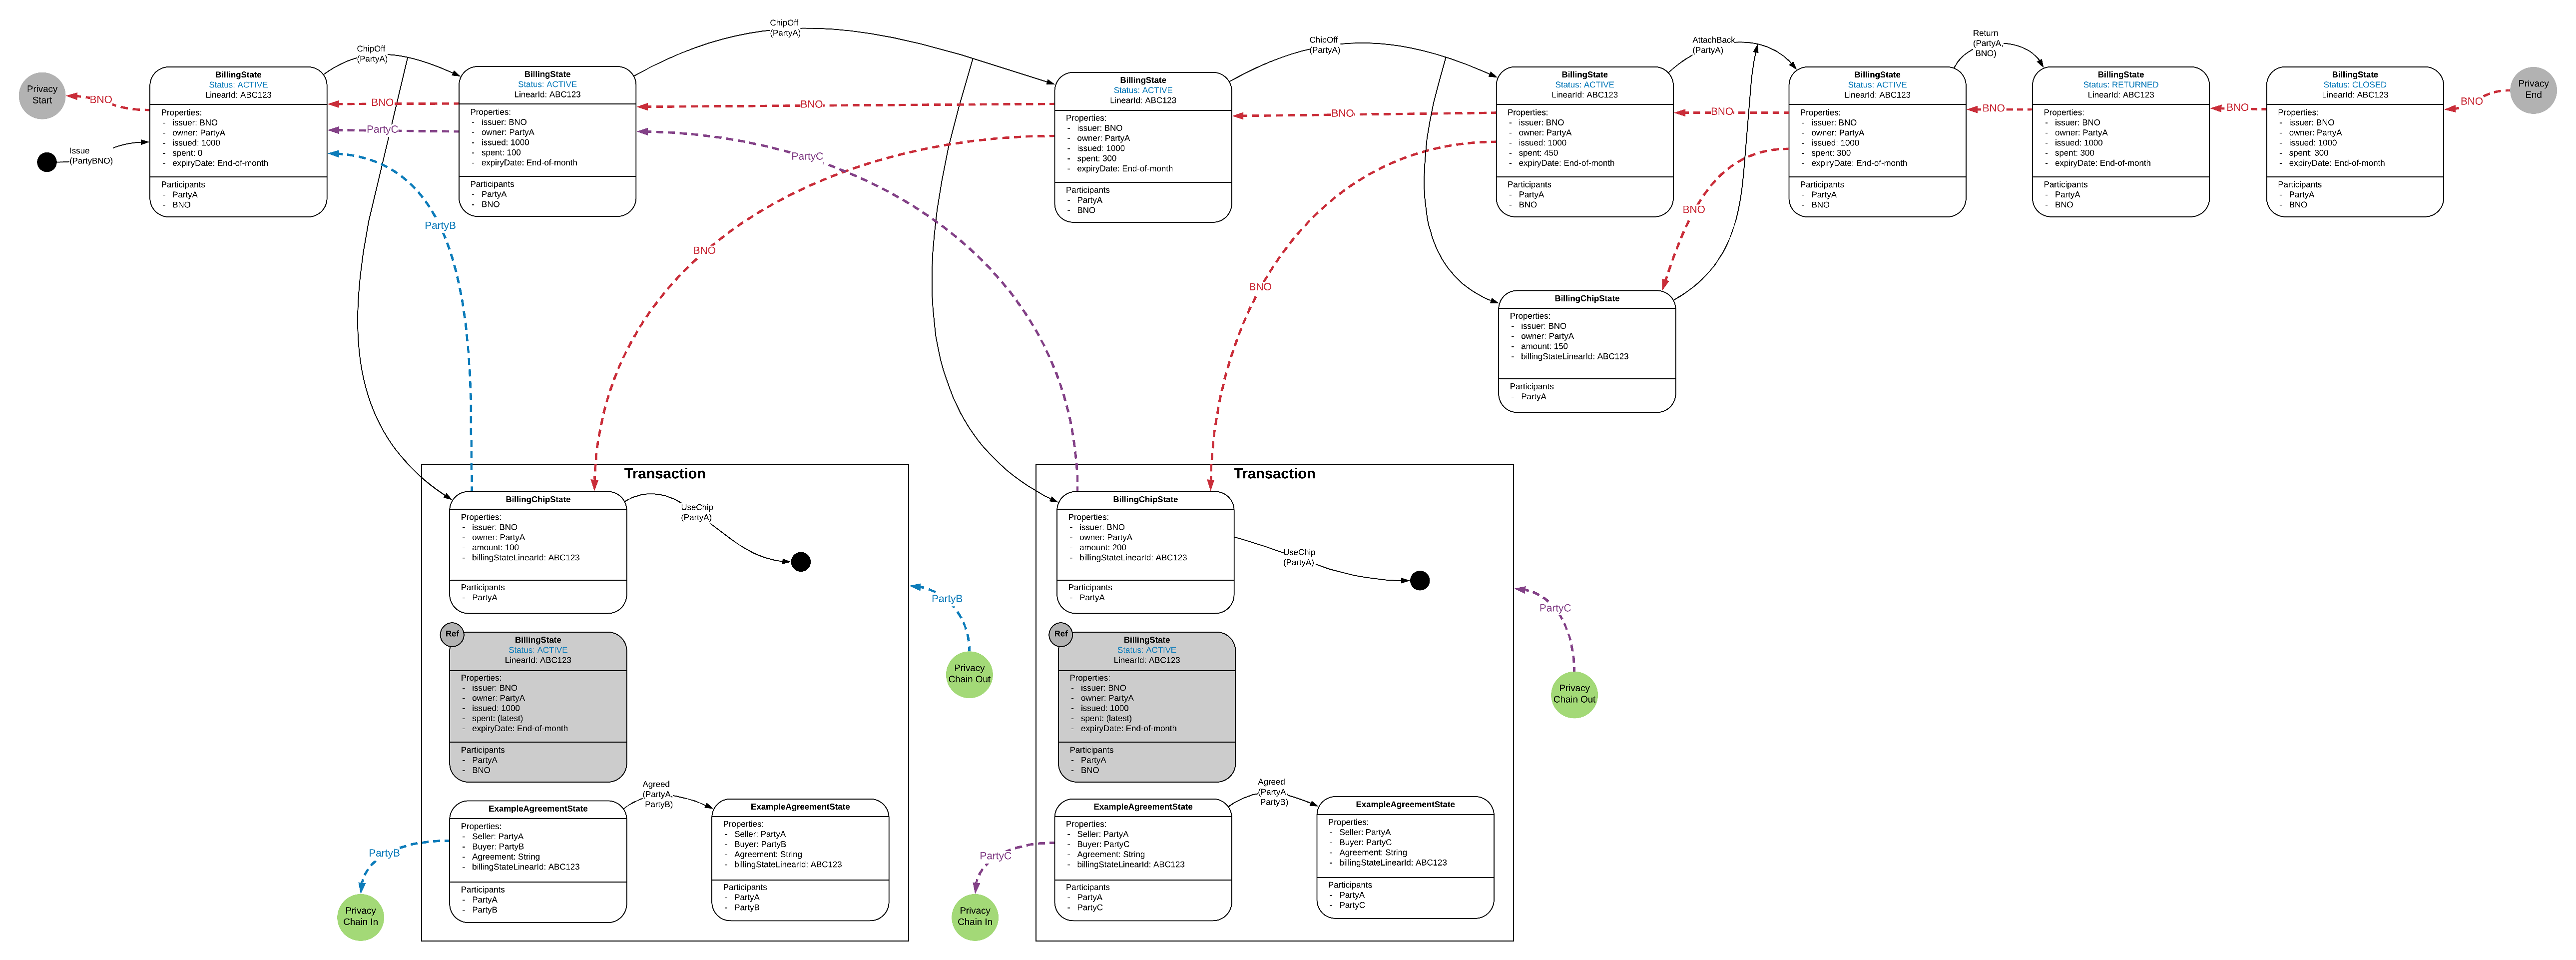 ChipOff
(PartyA)
ChipOff
(PartyA)
ChipOff
(PartyA)
AttachBack
(PartyA)
Return
(PartyA,
BNO)
Privacy
Start
BNO
Issue
(PartyBNO)
BillingState
Status: ACTIVE
LinearId: ABC123
Properties:
- issuer: BNO
- owner: PartyA
- issued: 1000
- spent: 0
- expiryDate: End-of-month
Participants
- PartyA
- BNO
BNO
PartyC
PartyB
BillingState
Status: ACTIVE
LinearId: ABC123
Properties:
- issuer: BNO
- owner: PartyA
- issued: 1000
- spent: 100
- expiryDate: End-of-month
Participants
- PartyA
- BNO
BNO
PartyC
BNO
BillingState
Status: ACTIVE
LinearId: ABC123
Properties:
- issuer: BNO
- owner: PartyA
- issued: 1000
- spent: 300
- expiryDate: End-of-month
Participants
- PartyA
- BNO
BNO
BNO
BillingState
Status: ACTIVE
LinearId: ABC123
Properties:
- issuer: BNO
- owner: PartyA
- issued: 1000
- spent: 450
- expiryDate: End-of-month
Participants
- PartyA
- BNO
BNO
BNO
BillingState
Status: ACTIVE
LinearId: ABC123
Properties:
- issuer: BNO
- owner: PartyA
- issued: 1000
- spent: 300
- expiryDate: End-of-month
Participants
- PartyA
- BNO
BNO
BillingState
Status: RETURNED
LinearId: ABC123
Properties:
- issuer: BNO
- owner: PartyA
- issued: 1000
- spent: 300
- expiryDate: End-of-month
Participants
- PartyA
- BNO
BNO
BillingState
Status: CLOSED
LinearId: ABC123
Properties:
- issuer: BNO
- owner: PartyA
- issued: 1000
- spent: 300
- expiryDate: End-of-month
Participants
- PartyA
- BNO
BNO
Privacy
End
BillingChipState
Properties:
- issuer: BNO
- owner: PartyA
- amount: 150
- billingStateLinearId: ABC123
Participants
- PartyA
Transaction
BillingChipState
Properties:
- issuer: BNO
- owner: PartyA
- amount: 100
- billingStateLinearId: ABC123
Participants
- PartyA
UseChip
(PartyA)
Ref
BillingState
Status: ACTIVE
LinearId: ABC123
Properties:
- issuer: BNO
- owner: PartyA
- issued: 1000
- spent: (latest)
- expiryDate: End-of-month
Participants
- PartyA
- BNO
PartyB
Privacy
Chain Out
Agreed
(PartyA,
PartyB)
ExampleAgreementState
Properties:
- Seller: PartyA
- Buyer: PartyB
- Agreement: String
- billingStateLinearId: ABC123
Participants
- PartyA
- PartyB
ExampleAgreementState
Properties:
- Seller: PartyA
- Buyer: PartyB
- Agreement: String
- billingStateLinearId: ABC123
Participants
- PartyA
- PartyB
PartyB
Privacy
Chain In
Transaction
BillingChipState
Properties:
- issuer: BNO
- owner: PartyA
- amount: 200
- billingStateLinearId: ABC123
Participants
- PartyA
UseChip
(PartyA)
Ref
BillingState
Status: ACTIVE
LinearId: ABC123
Properties:
- issuer: BNO
- owner: PartyA
- issued: 1000
- spent: (latest)
- expiryDate: End-of-month
Participants
- PartyA
- BNO
PartyC
Privacy
Chain Out
Agreed
(PartyA,
PartyB)
ExampleAgreementState
Properties:
- Seller: PartyA
- Buyer: PartyC
- Agreement: String
- billingStateLinearId: ABC123
Participants
- PartyA
- PartyC
ExampleAgreementState
Properties:
- Seller: PartyA
- Buyer: PartyC
- Agreement: String
- billingStateLinearId: ABC123
Participants
- PartyA
- PartyC
PartyC
Privacy
Chain In